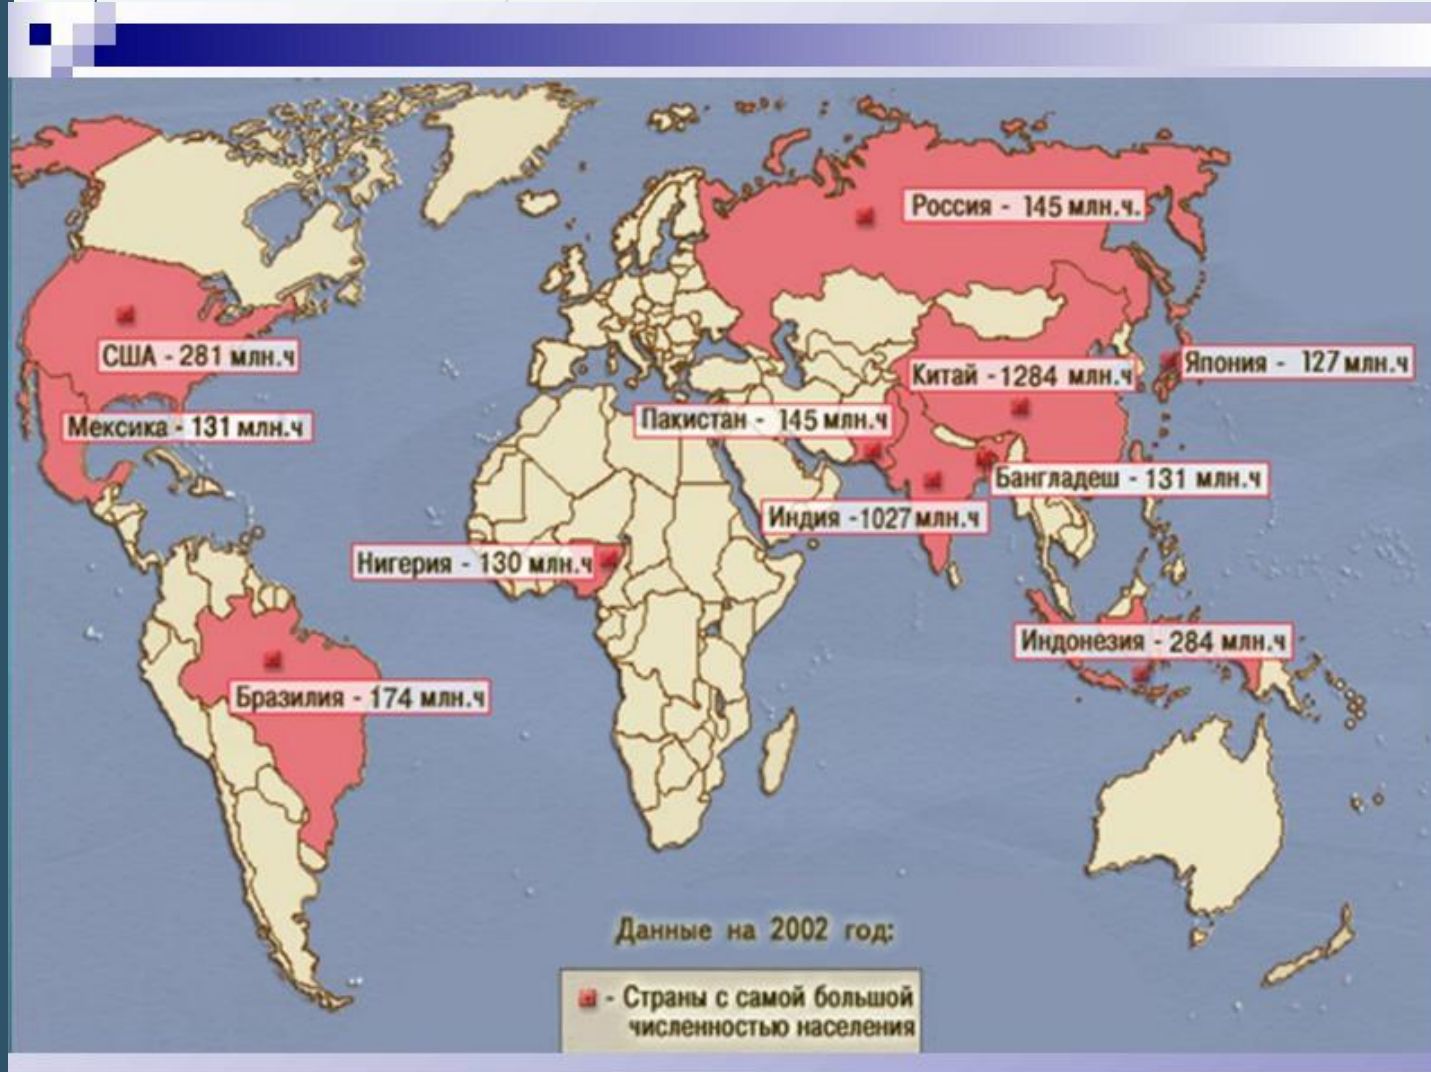 Россия - 145 млн.ч.
США - 281 млн.ч
Япония - 127 млн.ч
Китай -1284 млн.ч
Мексика - 131 млн.ч
Пакистан - 145 млн.ч
Бангладеш - 131 млн.ч
Индия -1027 млн.ч
Нигерия - 130 млн.ч
Индонезия - 284 млн.ч
Бразилия - 174 млн.ч
Данные на 2002 год:
- Страны с самой большой
численностью населения